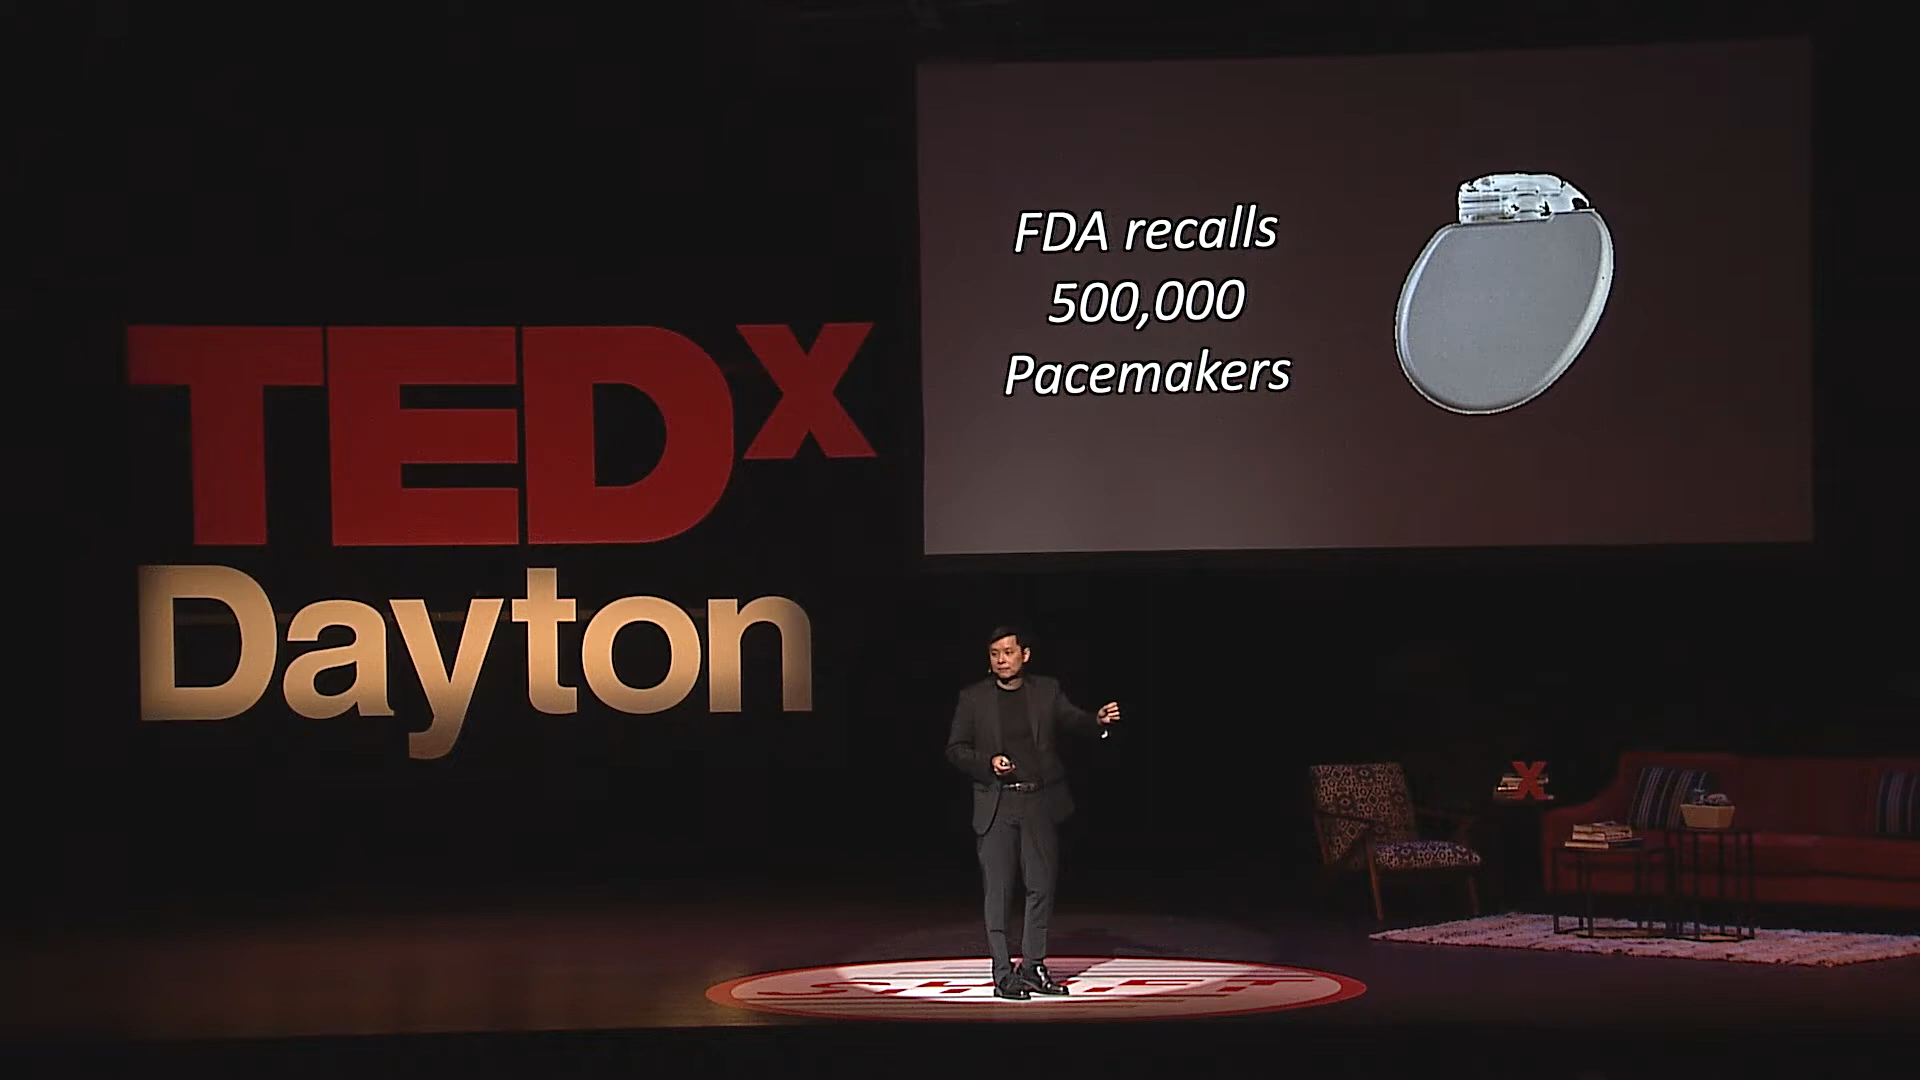 TEDx
Dayton
FDA recalls
500,000
Pacemakers
X